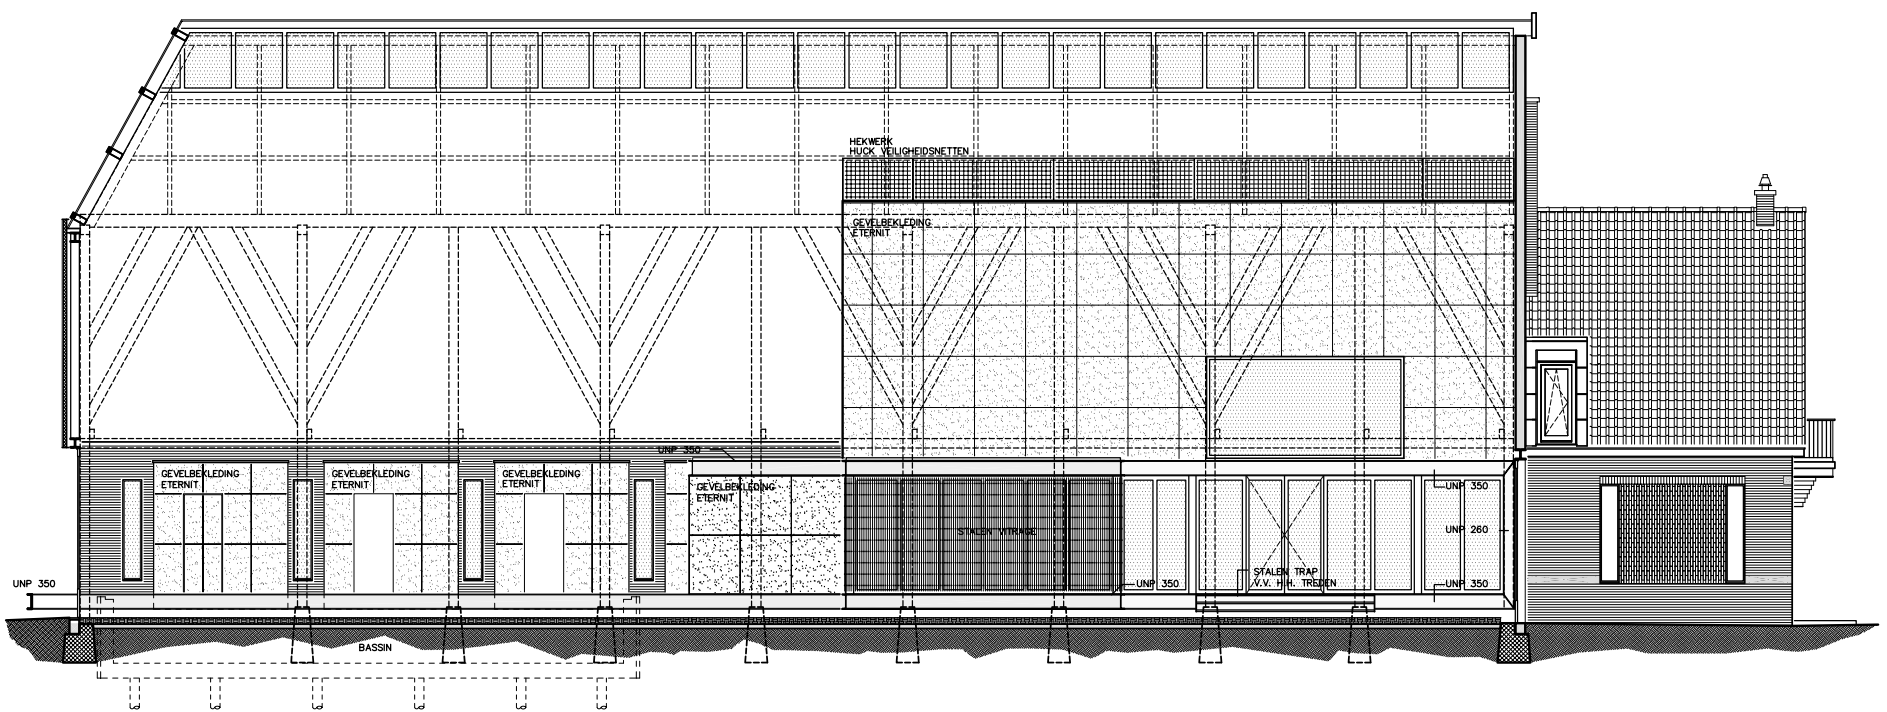 HEKWERK
HUCK VEILIGHEIDSNETTEN
GEVELBEKLEDING
ETERNIT
UNP 350
GEVELBEKLEDING
ETERNIT
GEVELBEKLEDING
ETERNIT
GEVELBEKLEDING
ETERNIT
GEVELBEKLEDING
ETERNIT
UNP 350
STALEN VITRAGE
UNP 260
UNP 350
UNP 350
STALEN TRAP
V.V. H.H. TREDEN
UNP 350
BASSIN